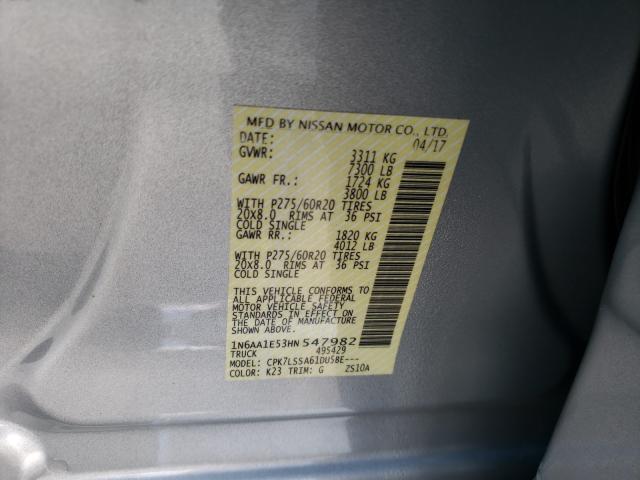 MFD BY NISSAN MOTOR CO., LTD.
DATE: 04/17
GVWR: 3311 KG
7300 LB
GAWR FR.: 1724 KG
3800 LB
WITH P275/60R20 TIRES
20X8.0 RIMS AT 36 PSI
COLD SINGLE
GAWR RR.: 1820 KG
4012 LB
WITH P275/60R20 TIRES
20X8.0 RIMS AT 36 PSI
COLD SINGLE
THIS VEHICLE CONFORMS TO
ALL APPLICABLE FEDERAL
MOTOR VEHICLE SAFETY
STANDARDS IN EFFECT ON
THE DATE OF MANUFACTURE
SHOWN ABOVE.
1N6AA1E53HN 547982
TRUCK 495429
MODEL: CPK7LSSA61DU5BE---
COLOR: K23 TRIM: G ZS10A